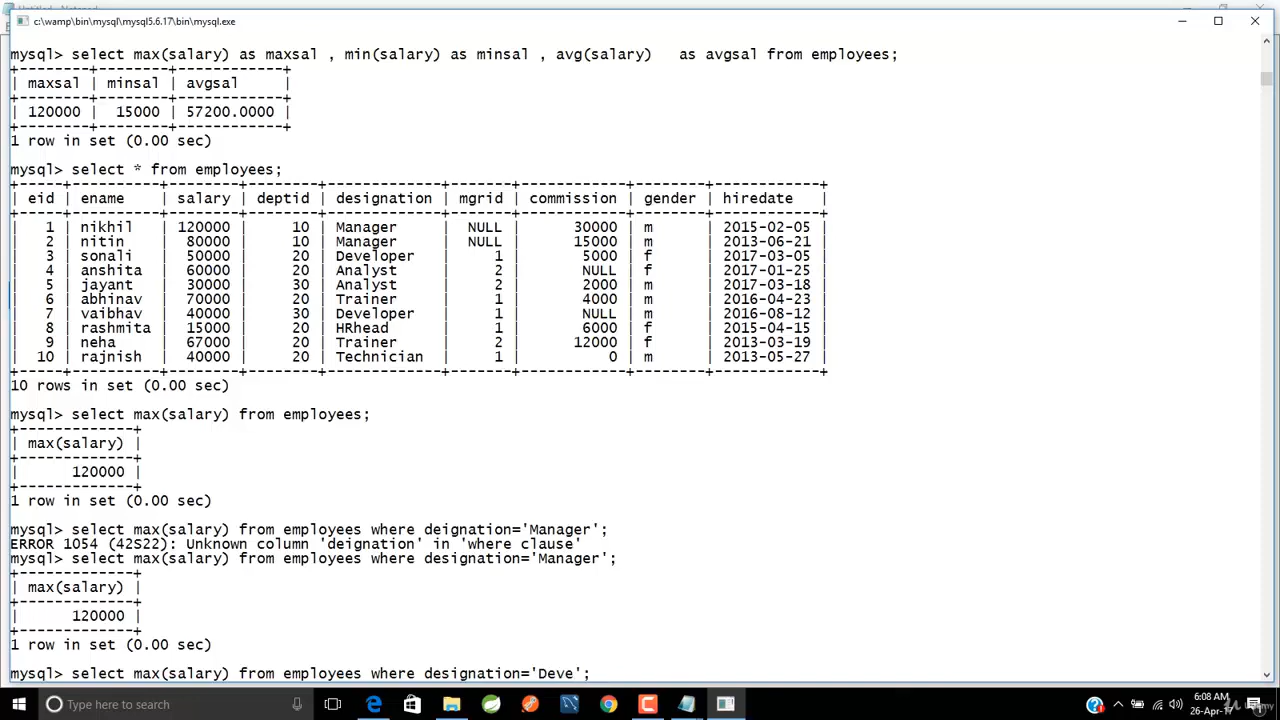 c:\wamp\bin\mysql\mysql5.6.17\bin\mysql.exe
mysql> select max(salary) as maxsal , min(salary) as minsal , avg(salary)   as avgsal from employees;
+--------+--------+------------+
| maxsal | minsal | avgsal     |
+--------+--------+------------+
| 120000 |  15000 | 57200.0000 |
+--------+--------+------------+
1 row in set (0.00 sec)
mysql> select * from employees;
+-----+----------+--------+--------+-------------+-------+------------+--------+------------+
| eid | ename    | salary | deptid | designation | mgrid | commission | gender | hiredate   |
+-----+----------+--------+--------+-------------+-------+------------+--------+------------+
|   1 | nikhil   | 120000 |     10 | Manager     |  NULL |      30000 | m      | 2015-02-05 |
|   2 | nitin    |  80000 |     10 | Manager     |  NULL |      15000 | m      | 2013-06-21 |
|   3 | sonali   |  50000 |     20 | Developer   |     1 |       5000 | f      | 2017-03-05 |
|   4 | anshita  |  60000 |     20 | Analyst     |     2 |       NULL | f      | 2017-01-25 |
|   5 | jayant   |  30000 |     30 | Analyst     |     2 |       2000 | m      | 2017-03-18 |
|   6 | abhinav  |  70000 |     20 | Trainer     |     1 |       4000 | m      | 2016-04-23 |
|   7 | vaibhav  |  40000 |     30 | Developer   |     1 |       NULL | m      | 2016-08-12 |
|   8 | rashmita |  15000 |     20 | HRhead      |     1 |       6000 | f      | 2015-04-15 |
|   9 | neha     |  67000 |     20 | Trainer     |     2 |      12000 | f      | 2013-03-19 |
|  10 | rajnish  |  40000 |     20 | Technician  |     1 |          0 | m      | 2013-05-27 |
+-----+----------+--------+--------+-------------+-------+------------+--------+------------+
10 rows in set (0.00 sec)
mysql> select max(salary) from employees;
+-------------+
| max(salary) |
+-------------+
|      120000 |
+-------------+
1 row in set (0.00 sec)
mysql> select max(salary) from employees where deignation='Manager';
ERROR 1054 (42S22): Unknown column 'deignation' in 'where clause'
mysql> select max(salary) from employees where designation='Manager';
+-------------+
| max(salary) |
+-------------+
|      120000 |
+-------------+
1 row in set (0.00 sec)
mysql> select max(salary) from employees where designation='Deve';
Type here to search
6:08 AM
26-Apr-1